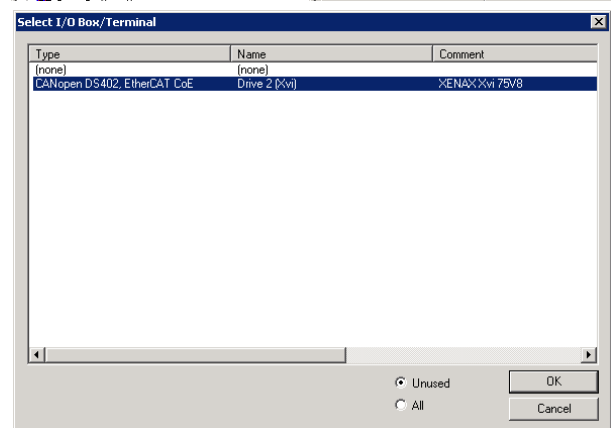 Select I/O Box/Terminal
Type Name Comment
(none) (none)
CANopen DS402, EtherCAT CoE Drive 2 (Xvi) XENAX Xvi 75V8
Unused OK
All Cancel